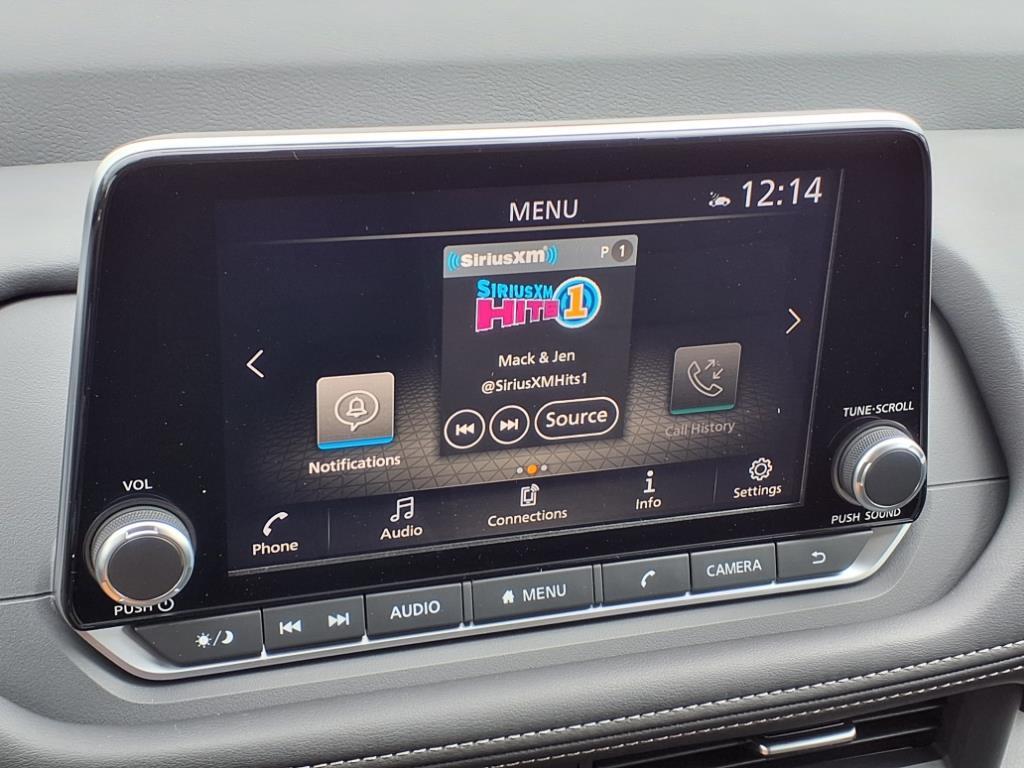 MENU
12:14
SiriusXm
P 1
SIRIUSXM
HITS 1
Mack & Jen
@SiriusXMHits1
Source
Notifications
Call History
Phone
Audio
Connections
Info
Settings
VOL
PUSH
TUNE·SCROLL
PUSH SOUND
AUDIO
MENU
CAMERA